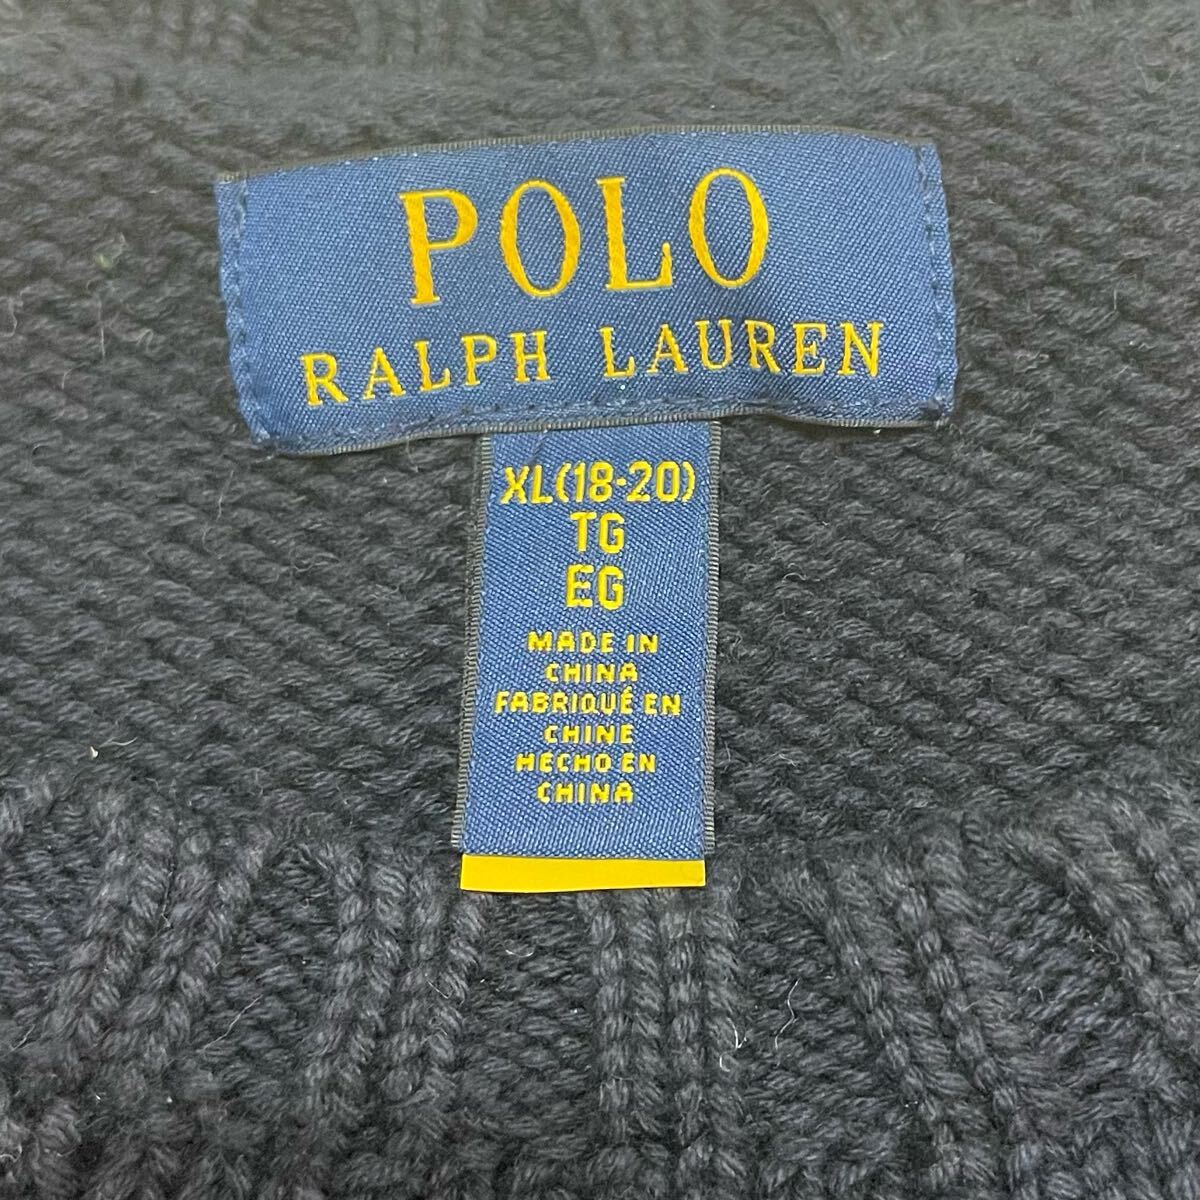 POLO
RALPH LAUREN
XL(18-20)
TG
EG
MADE IN
CHINA
FABRIQUÉ EN
CHINE
HECHO EN
CHINA